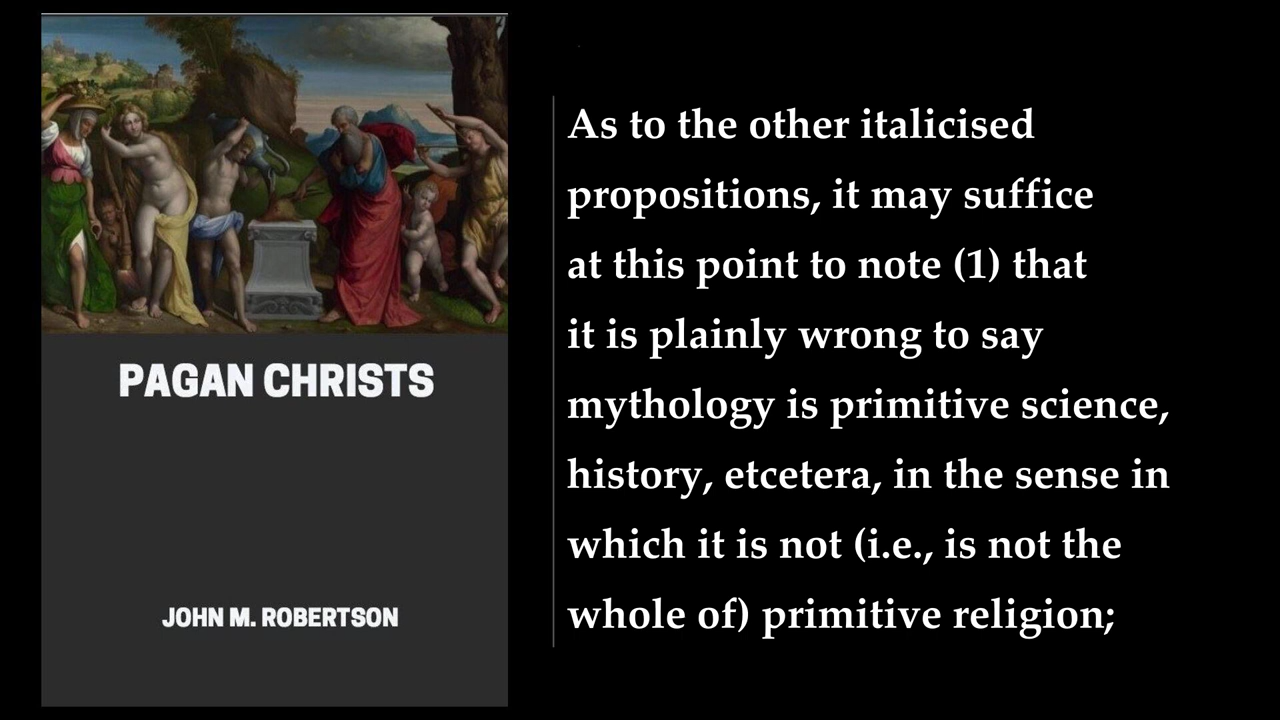 PAGAN CHRISTS
JOHN M. ROBERTSON
As to the other italicised
propositions, it may suffice
at this point to note (1) that
it is plainly wrong to say
mythology is primitive science,
history, etcetera, in the sense in
which it is not (i.e., is not the
whole of) primitive religion;